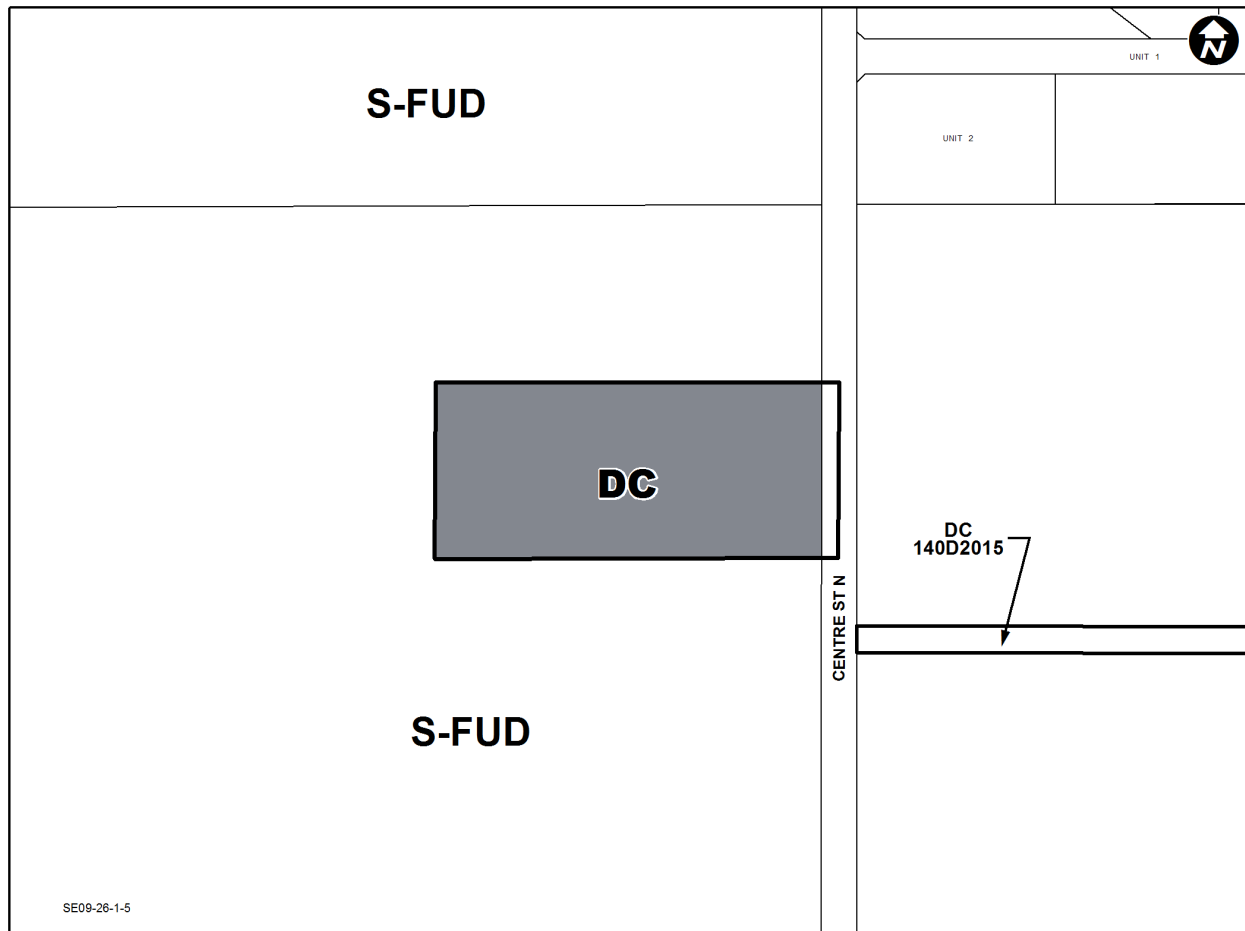 N
UNIT 1
S-FUD
UNIT 2
DC
DC
140D2015
CENTRE ST N
S-FUD
SE09-26-1-5